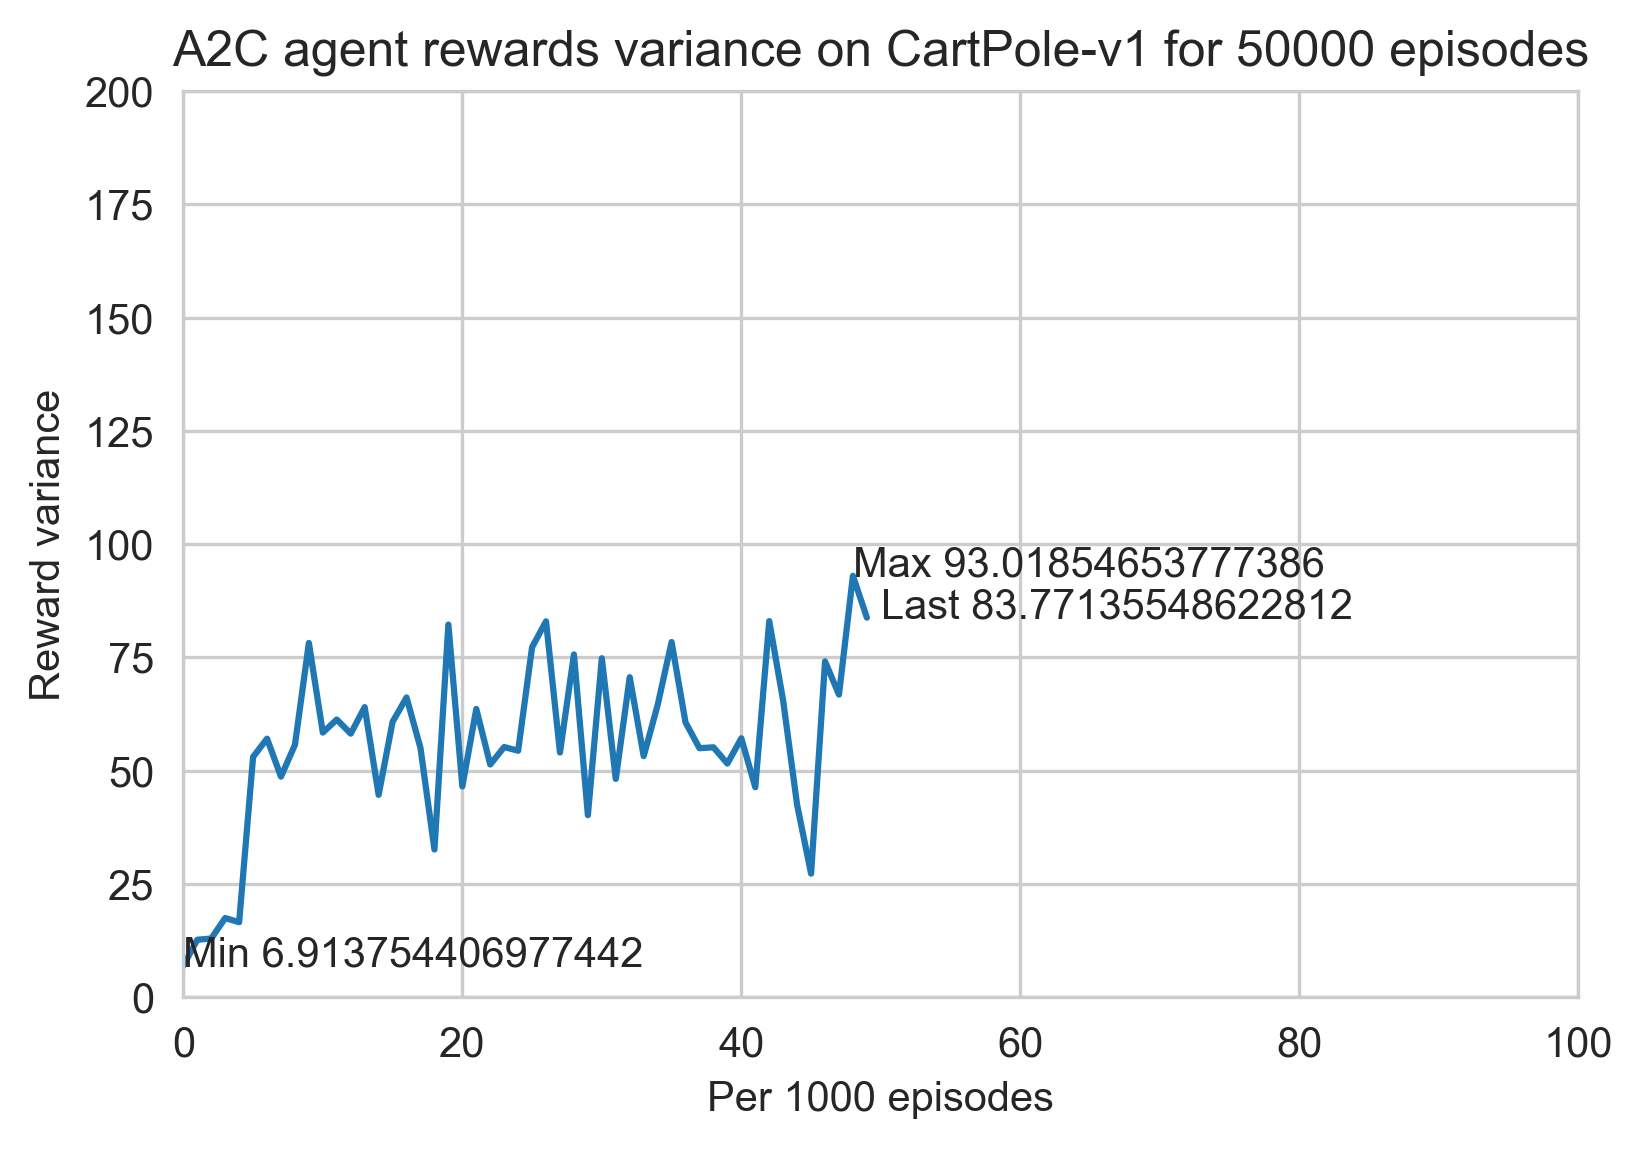 A2C agent rewards variance on CartPole-v1 for 50000 episodes
200
175
150
125
100
75
50
25
0
Reward variance
Max 93.01854653777386
Last 83.77135548622812
Min 6.913754406977442
0
20
40
60
80
100
Per 1000 episodes